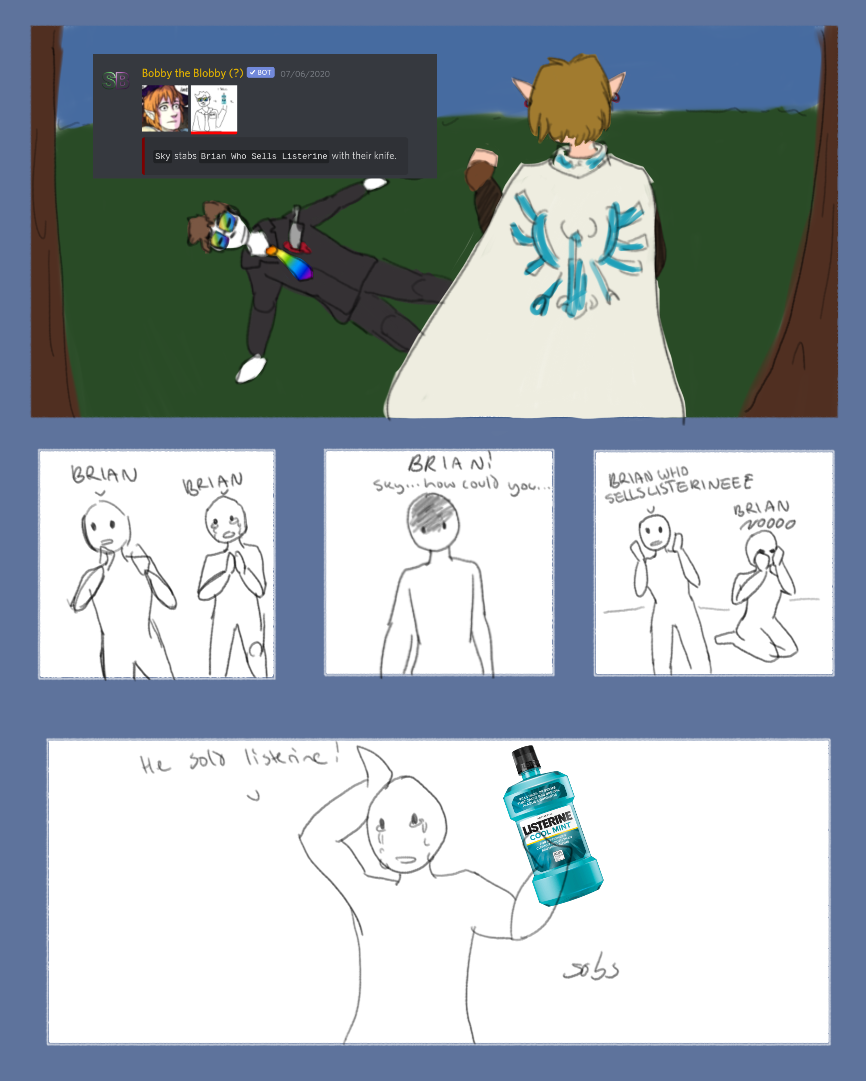 SB
Bobby the Blobby (?) ✔ BOT 07/06/2020
Sky stabs Brian Who Sells Listerine with their knife.
BRIAN
BRIAN
BRIAN!
sky...how could you...
BRIAN WHO
SELLS LISTERINEEE
BRIAN
NOOOO
He sold listerine!
LISTERINE
COOL MINT
sobs